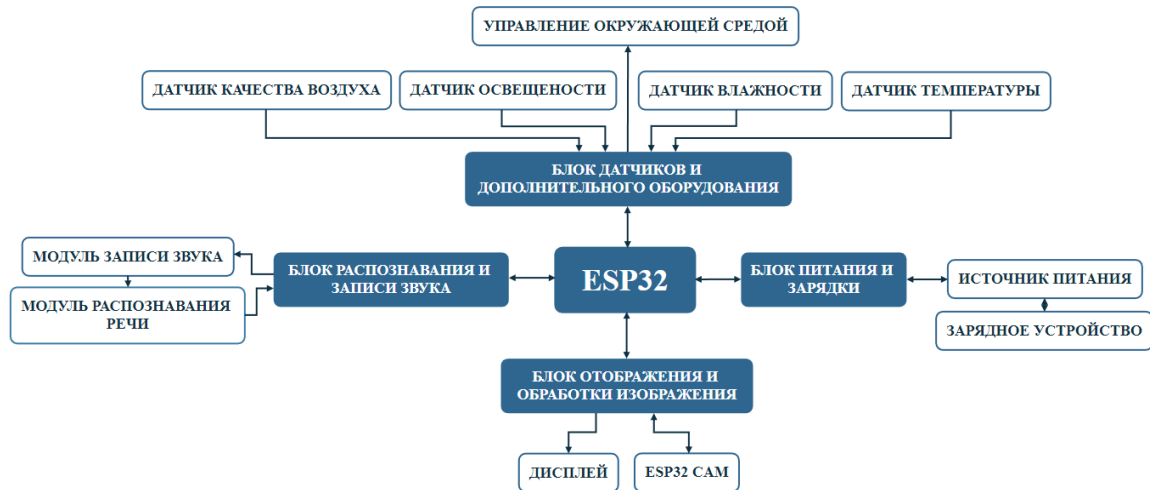 УПРАВЛЕНИЕ ОКРУЖАЮЩЕЙ СРЕДОЙ
ДАТЧИК КАЧЕСТВА ВОЗДУХА
ДАТЧИК ОСВЕЩЕНОСТИ
ДАТЧИК ВЛАЖНОСТИ
ДАТЧИК ТЕМПЕРАТУРЫ
БЛОК ДАТЧИКОВ И
ДОПОЛНИТЕЛЬНОГО ОБОРУДОВАНИЯ
МОДУЛЬ ЗАПИСИ ЗВУКА
МОДУЛЬ РАСПОЗНАВАНИЯ
РЕЧИ
БЛОК РАСПОЗНАВАНИЯ И
ЗАПИСИ ЗВУКА
ESP32
БЛОК ПИТАНИЯ И
ЗАРЯДКИ
ИСТОЧНИК ПИТАНИЯ
ЗАРЯДНОЕ УСТРОЙСТВО
БЛОК ОТОБРАЖЕНИЯ И
ОБРАБОТКИ ИЗОБРАЖЕНИЯ
ДИСПЛЕЙ
ESP32 CAM